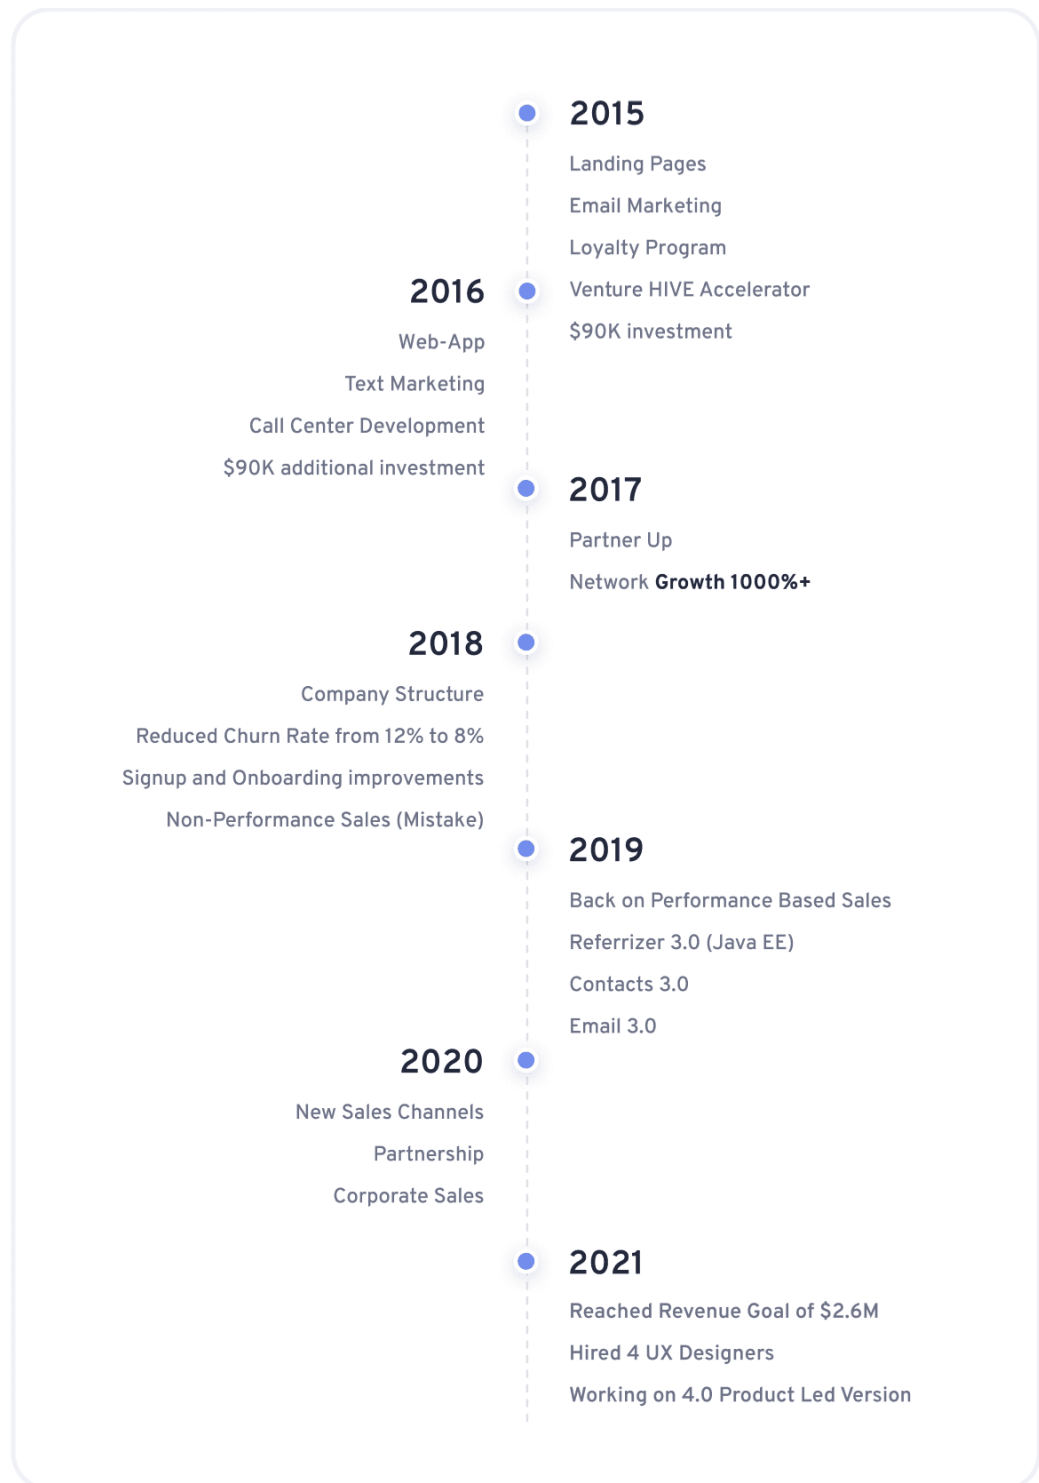 2015
Landing Pages
Email Marketing
Loyalty Program
Venture HIVE Accelerator
$90K investment
2016
Web-App
Text Marketing
Call Center Development
$90K additional investment
2017
Partner Up
Network Growth 1000%+
2018
Company Structure
Reduced Churn Rate from 12% to 8%
Signup and Onboarding improvements
Non-Performance Sales (Mistake)
2019
Back on Performance Based Sales
Referrizer 3.0 (Java EE)
Contacts 3.0
Email 3.0
2020
New Sales Channels
Partnership
Corporate Sales
2021
Reached Revenue Goal of $2.6M
Hired 4 UX Designers
Working on 4.0 Product Led Version